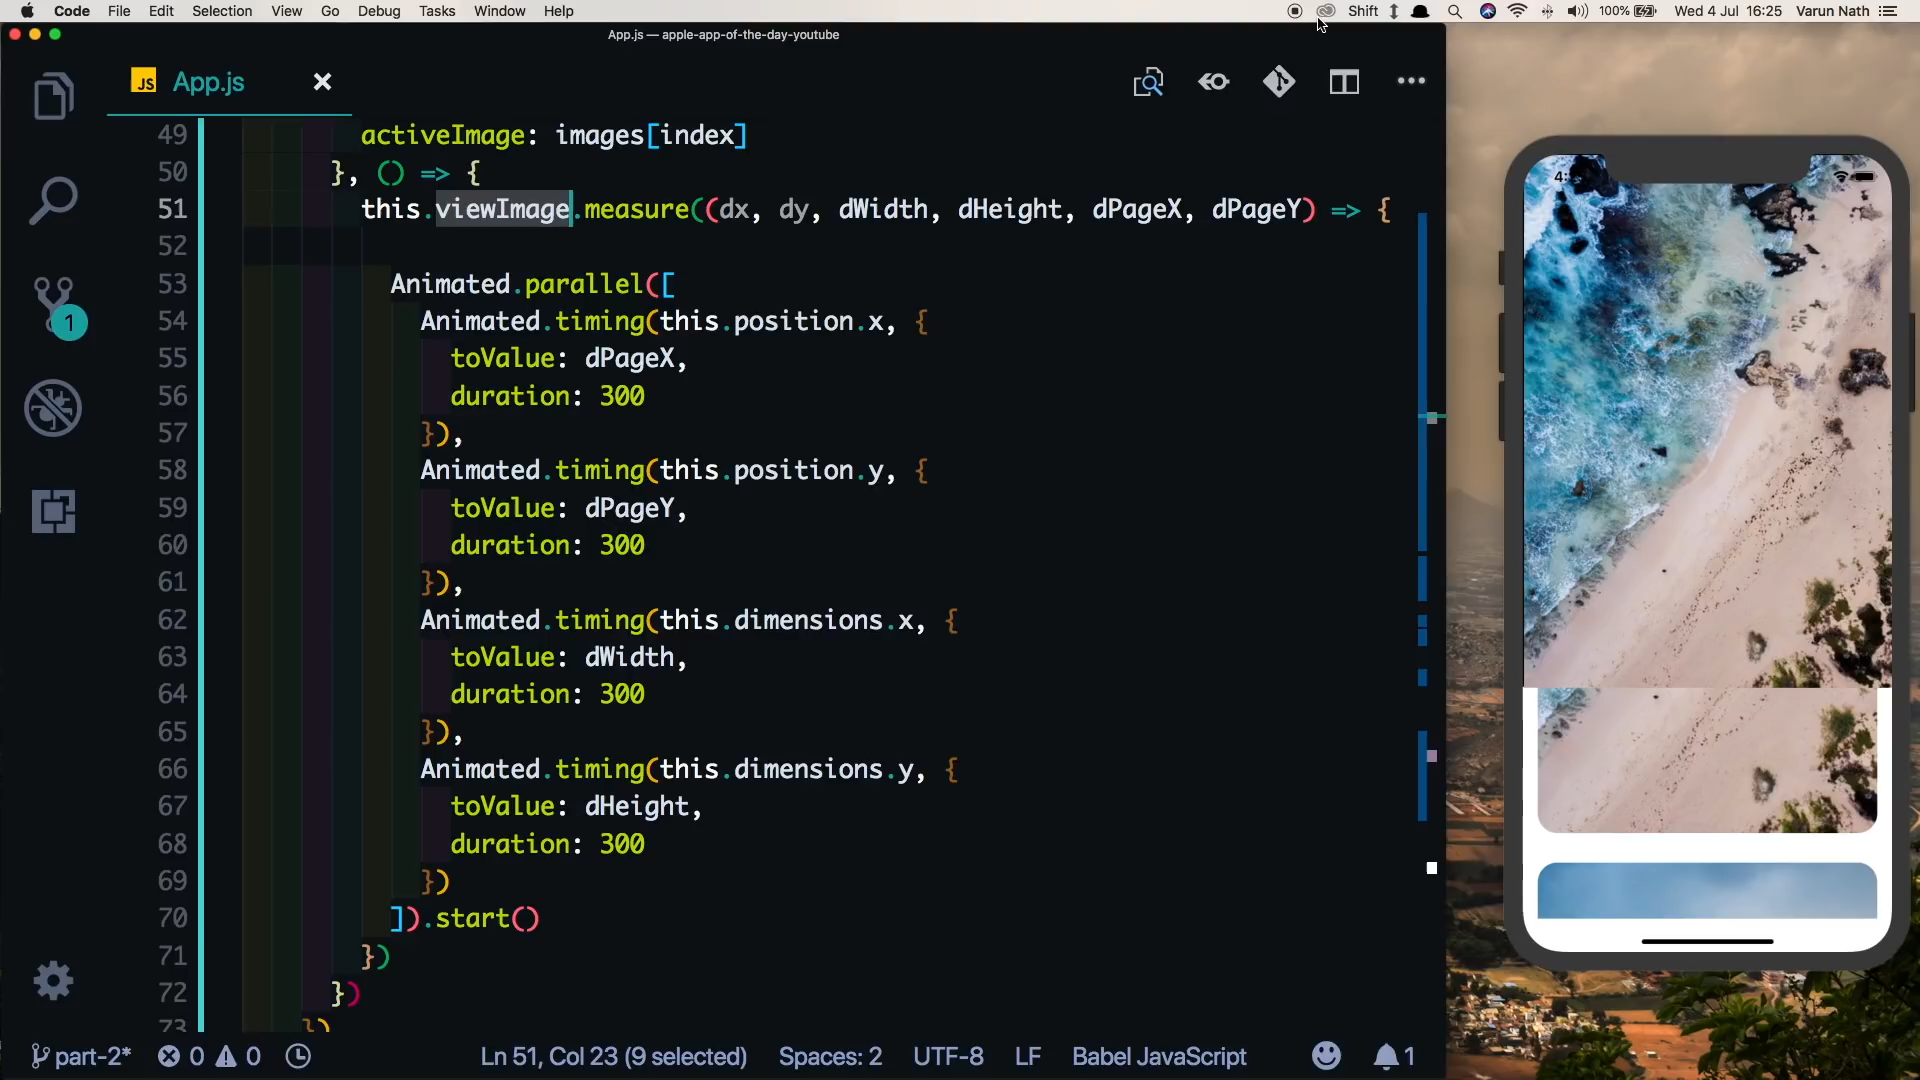 Code File Edit Selection View Go Debug Tasks Window Help Shift 100% Wed 4 Jul 16:25 Varun Nath
App.js — apple-app-of-the-day-youtube
JS App.js
49 activeImage: images[index]
50 }, () => {
51 this.viewImage.measure((dx, dy, dWidth, dHeight, dPageX, dPageY) => {
52
53 Animated.parallel([
54 Animated.timing(this.position.x, {
55 toValue: dPageX,
56 duration: 300
57 }),
58 Animated.timing(this.position.y, {
59 toValue: dPageY,
60 duration: 300
61 }),
62 Animated.timing(this.dimensions.x, {
63 toValue: dWidth,
64 duration: 300
65 }),
66 Animated.timing(this.dimensions.y, {
67 toValue: dHeight,
68 duration: 300
69 })
70 ]).start()
71 })
72 })
73 })
1
part-2* 0 0 Ln 51, Col 23 (9 selected) Spaces: 2 UTF-8 LF Babel JavaScript 1